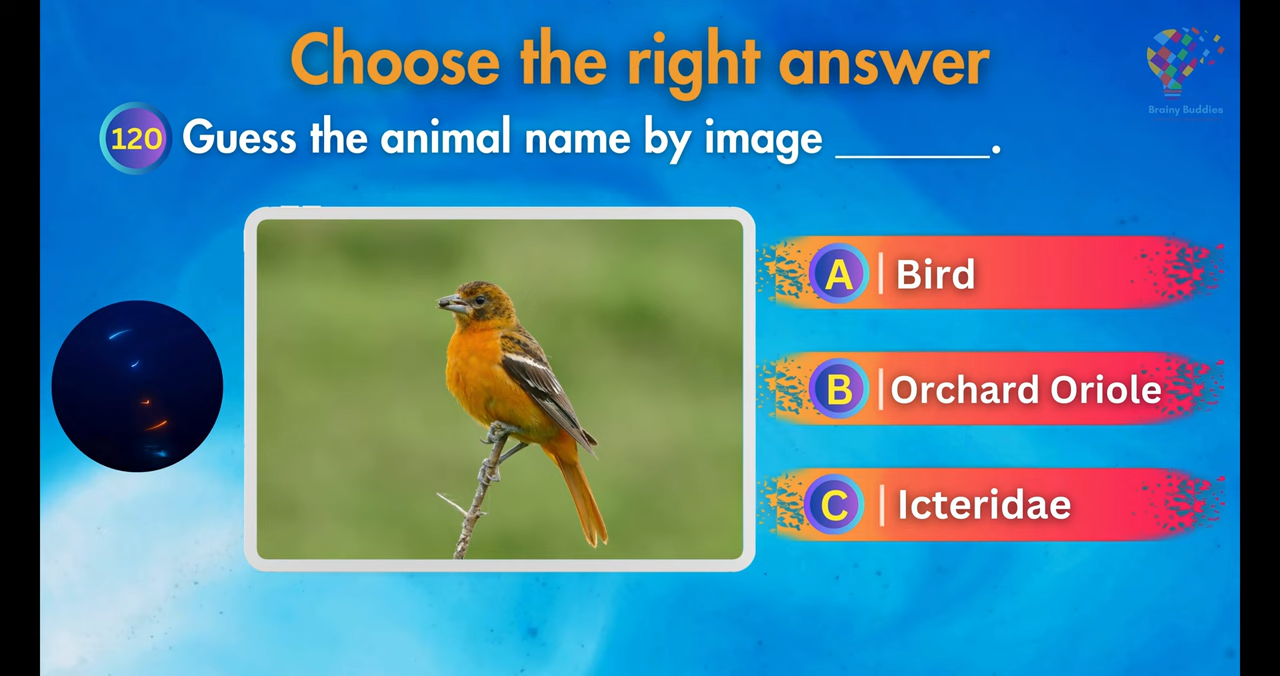 Choose the right answer
Brainy Buddies
120 Guess the animal name by image _______.
A | Bird
B | Orchard Oriole
C | Icteridae